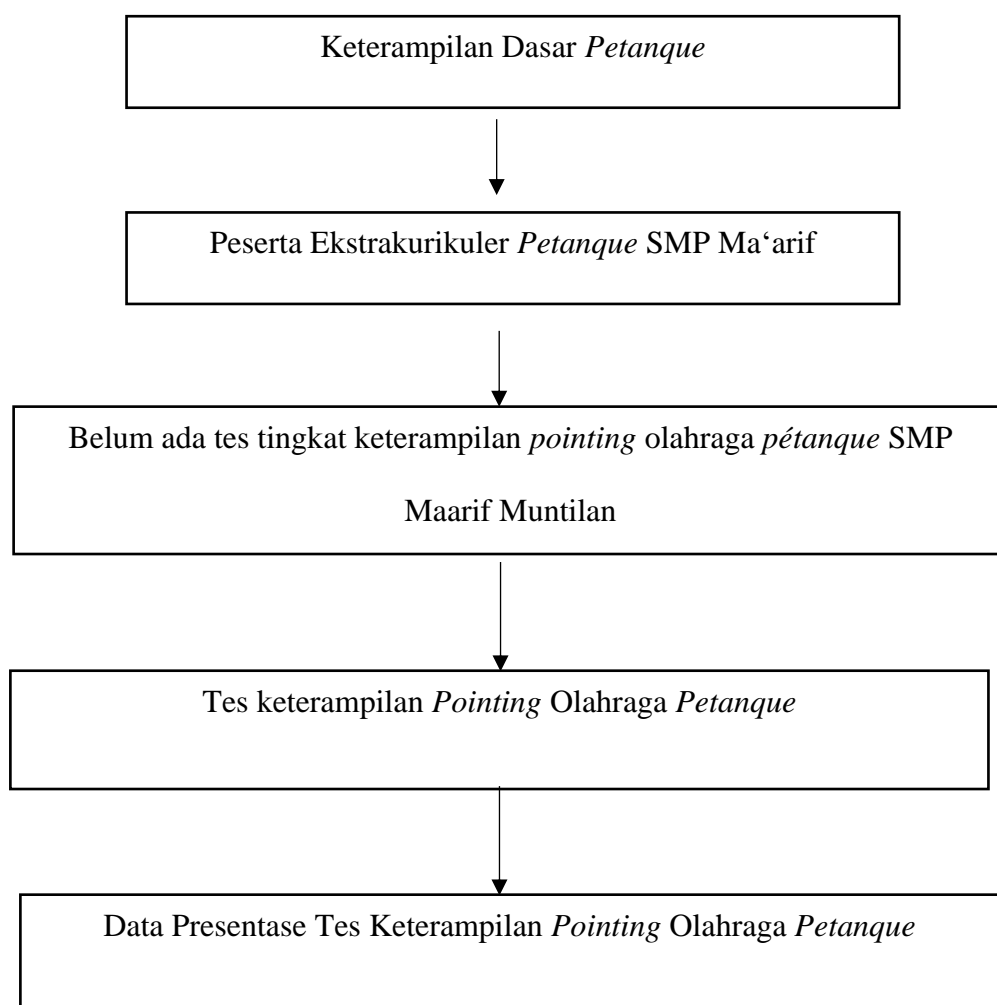 Keterampilan Dasar Petanque
Peserta Ekstrakurikuler Petanque SMP Ma‘arif
Belum ada tes tingkat keterampilan pointing olahraga pétanque SMP
Maarif Muntilan
Tes keterampilan Pointing Olahraga Petanque
Data Presentase Tes Keterampilan Pointing Olahraga Petanque